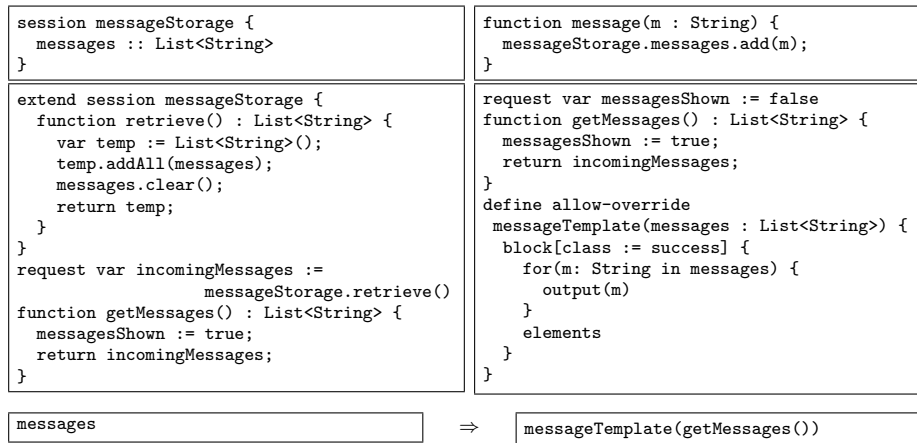 session messageStorage {
  messages :: List<String>
}
function message(m : String) {
  messageStorage.messages.add(m);
}
extend session messageStorage {
  function retrieve() : List<String> {
    var temp := List<String>();
    temp.addAll(messages);
    messages.clear();
    return temp;
  }
}
request var incomingMessages :=
                messageStorage.retrieve()
function getMessages() : List<String> {
  messagesShown := true;
  return incomingMessages;
}
request var messagesShown := false
function getMessages() : List<String> {
  messagesShown := true;
  return incomingMessages;
}
define allow-override
 messageTemplate(messages : List<String>) {
  block[class := success] {
    for(m: String in messages) {
      output(m)
    }
    elements
  }
}
messages ⇒ messageTemplate(getMessages())